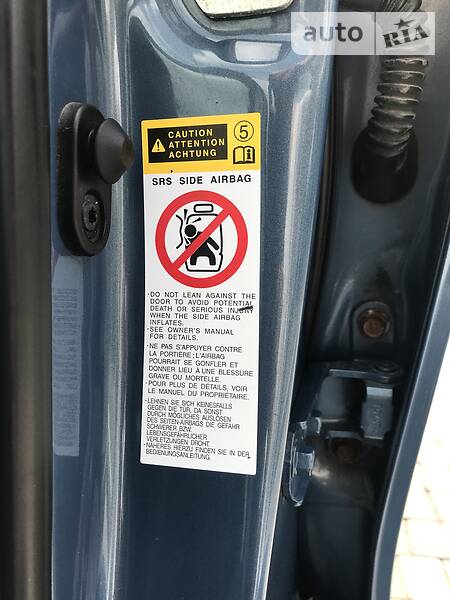 auto RIA
CAUTION
ATTENTION
ACHTUNG
5
SRS SIDE AIRBAG
·DO NOT LEAN AGAINST THE
DOOR TO AVOID POTENTIAL
DEATH OR SERIOUS INJURY
WHEN THE SIDE AIRBAG
INFLATES.
·SEE OWNER'S MANUAL
FOR DETAILS.
·NE PAS S'APPUYER CONTRE
LA PORTIÈRE ; L'AIRBAG
POURRAIT SE GONFLER ET
DONNER LIEU À UNE BLESSURE
GRAVE OU MORTELLE.
·POUR PLUS DE DÉTAILS, VOIR
LE MANUEL DU PROPRIÉTAIRE.
·LEHNEN SIE SICH KEINESFALLS
GEGEN DIE TÜR, DA SONST
DURCH MÖGLICHES AUSLÖSEN
DES SEITEN-AIRBAGS DIE GEFAHR
SCHWERER BZW.
LEBENSGEFÄHRLICHER
VERLETZUNGEN DROHT.
·NÄHERES HIERZU FINDEN SIE IN DER
BEDIENUNGSANLEITUNG.